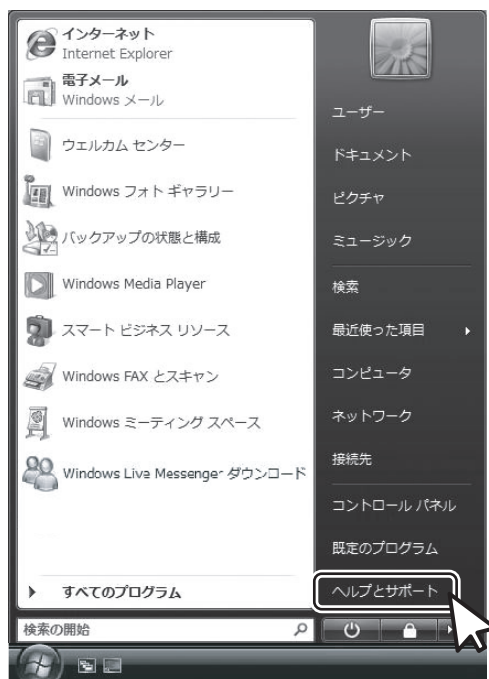 インターネット
Internet Explorer
電子メール
Windows メール
ウェルカム センター
Windows フォト ギャラリー
バックアップの状態と構成
Windows Media Player
スマート ビジネス リソース
Windows FAX とスキャン
Windows ミーティング スペース
Windows Live Messenger ダウンロード
すべてのプログラム
検索の開始
ユーザー
ドキュメント
ピクチャ
ミュージック
検索
最近使った項目
コンピュータ
ネットワーク
接続先
コントロール パネル
既定のプログラム
ヘルプとサポート